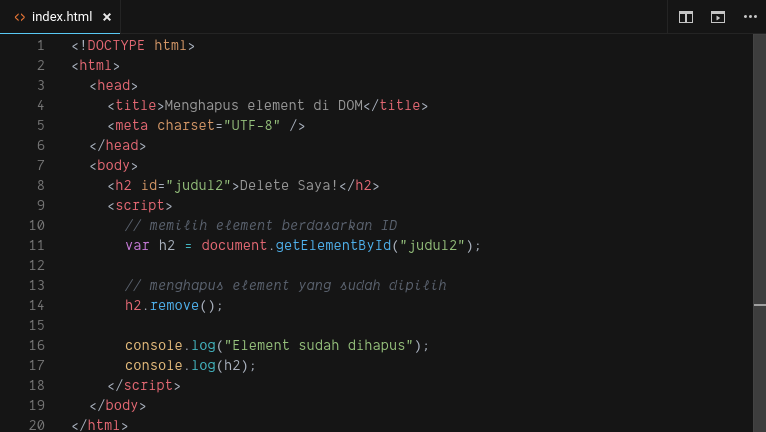 index.html
1 <!DOCTYPE html>
2 <html>
3 <head>
4 <title>Menghapus element di DOM</title>
5 <meta charset="UTF-8" />
6 </head>
7 <body>
8 <h2 id="judul2">Delete Saya!</h2>
9 <script>
10 // memilih element berdasarkan ID
11 var h2 = document.getElementById("judul2");
12
13 // menghapus element yang sudah dipilih
14 h2.remove();
15
16 console.log("Element sudah dihapus");
17 console.log(h2);
18 </script>
19 </body>
20 </html>